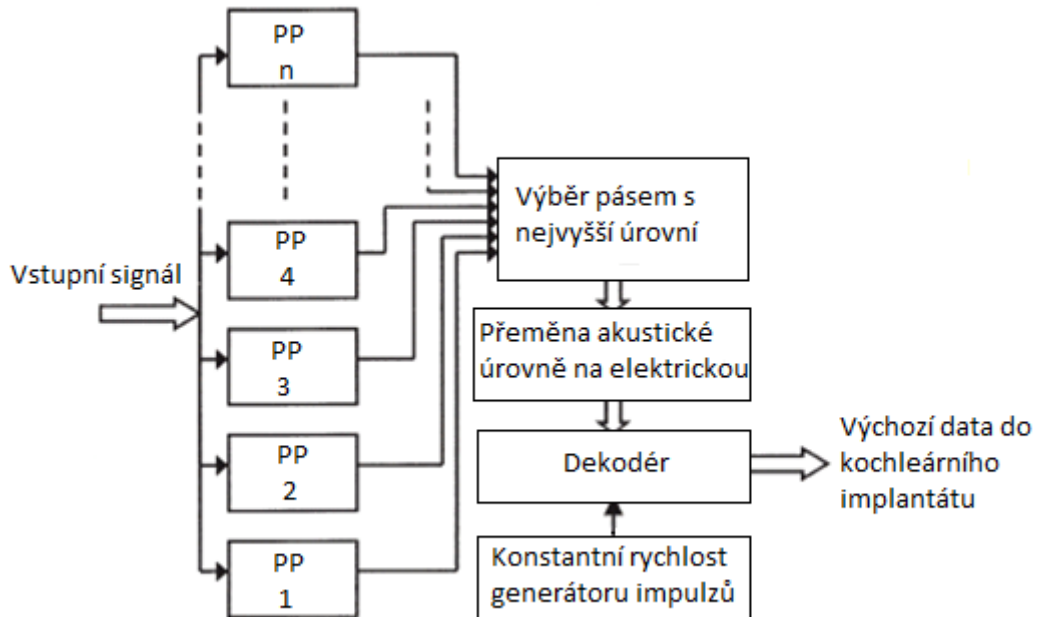 PP
n
PP
4
PP
3
PP
2
PP
1
Vstupní signál
Výběr pásem s
nejvyšší úrovní
Přeměna akustické
úrovně na elektrickou
Dekodér
Konstantní rychlost
generátoru impulzů
Výchozí data do
kochleárního
implantátu